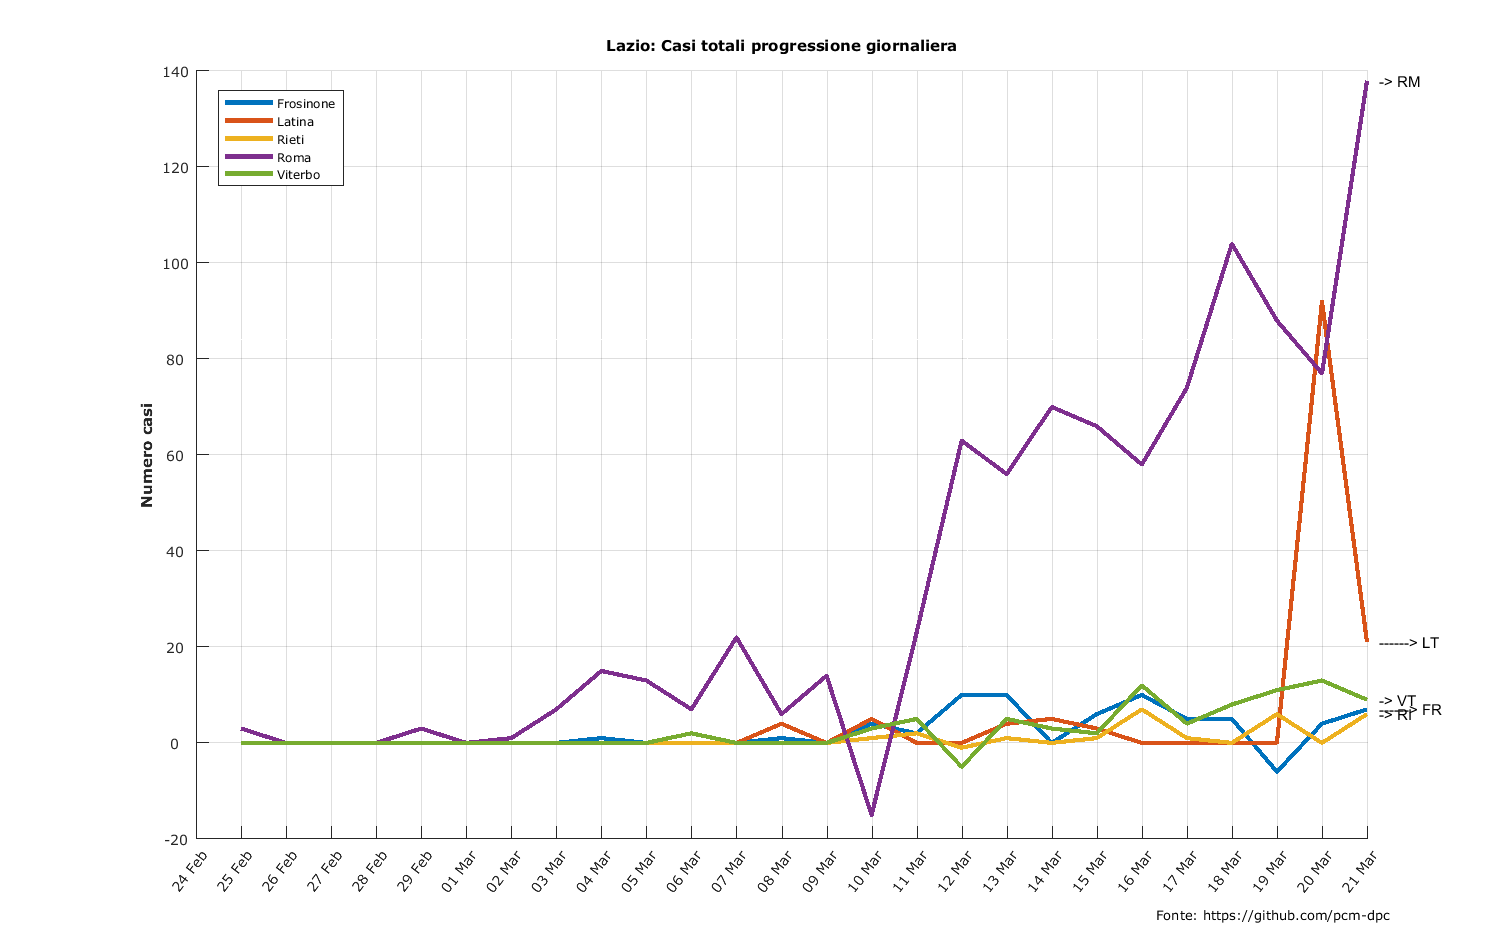 Lazio: Casi totali progressione giornaliera
Numero casi
140
120
100
80
60
40
20
0
-20
Frosinone
Latina
Rieti
Roma
Viterbo
-> RM
------> LT
-> VT
------> FR
-> RI
24 Feb
25 Feb
26 Feb
27 Feb
28 Feb
29 Feb
01 Mar
02 Mar
03 Mar
04 Mar
05 Mar
06 Mar
07 Mar
08 Mar
09 Mar
10 Mar
11 Mar
12 Mar
13 Mar
14 Mar
15 Mar
16 Mar
17 Mar
18 Mar
19 Mar
20 Mar
21 Mar
Fonte: https://github.com/pcm-dpc